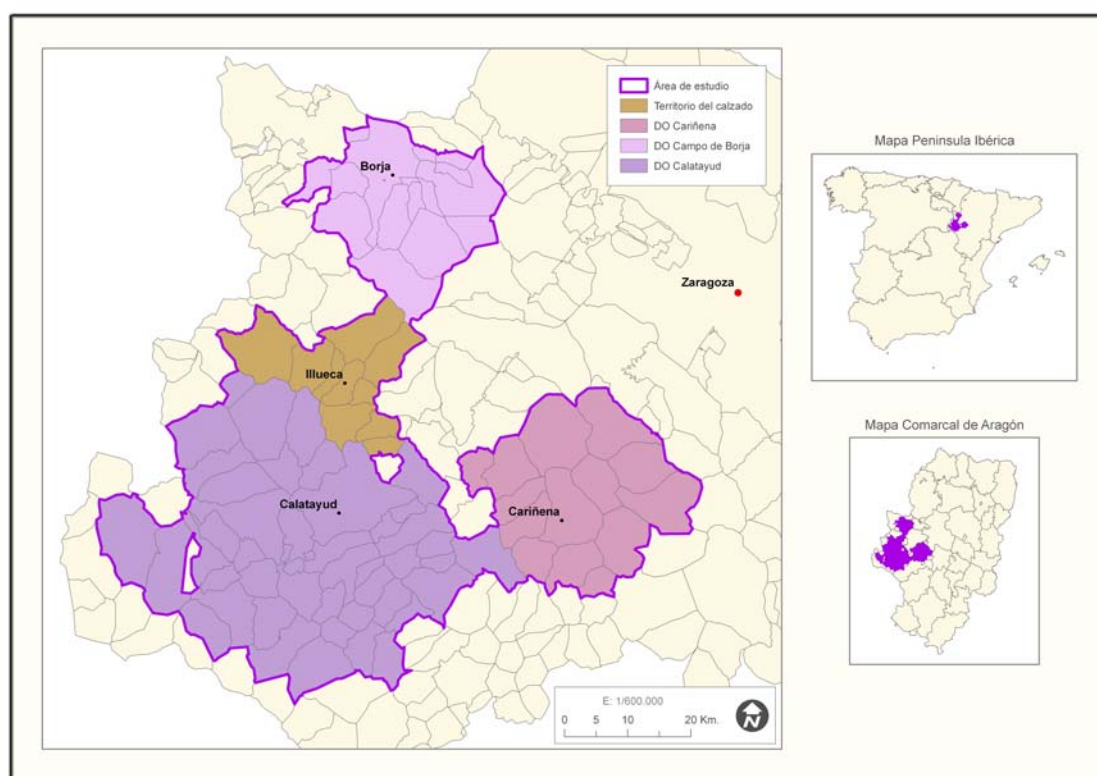 Área de estudio
Territorio del calzado
DO Cariñena
DO Campo de Borja
DO Calatayud
Borja
Zaragoza
Illueca
Calatayud
Cariñena
E: 1/600.000
0 5 10 20 Km.
N
Mapa Peninsula Ibérica
Mapa Comarcal de Aragón